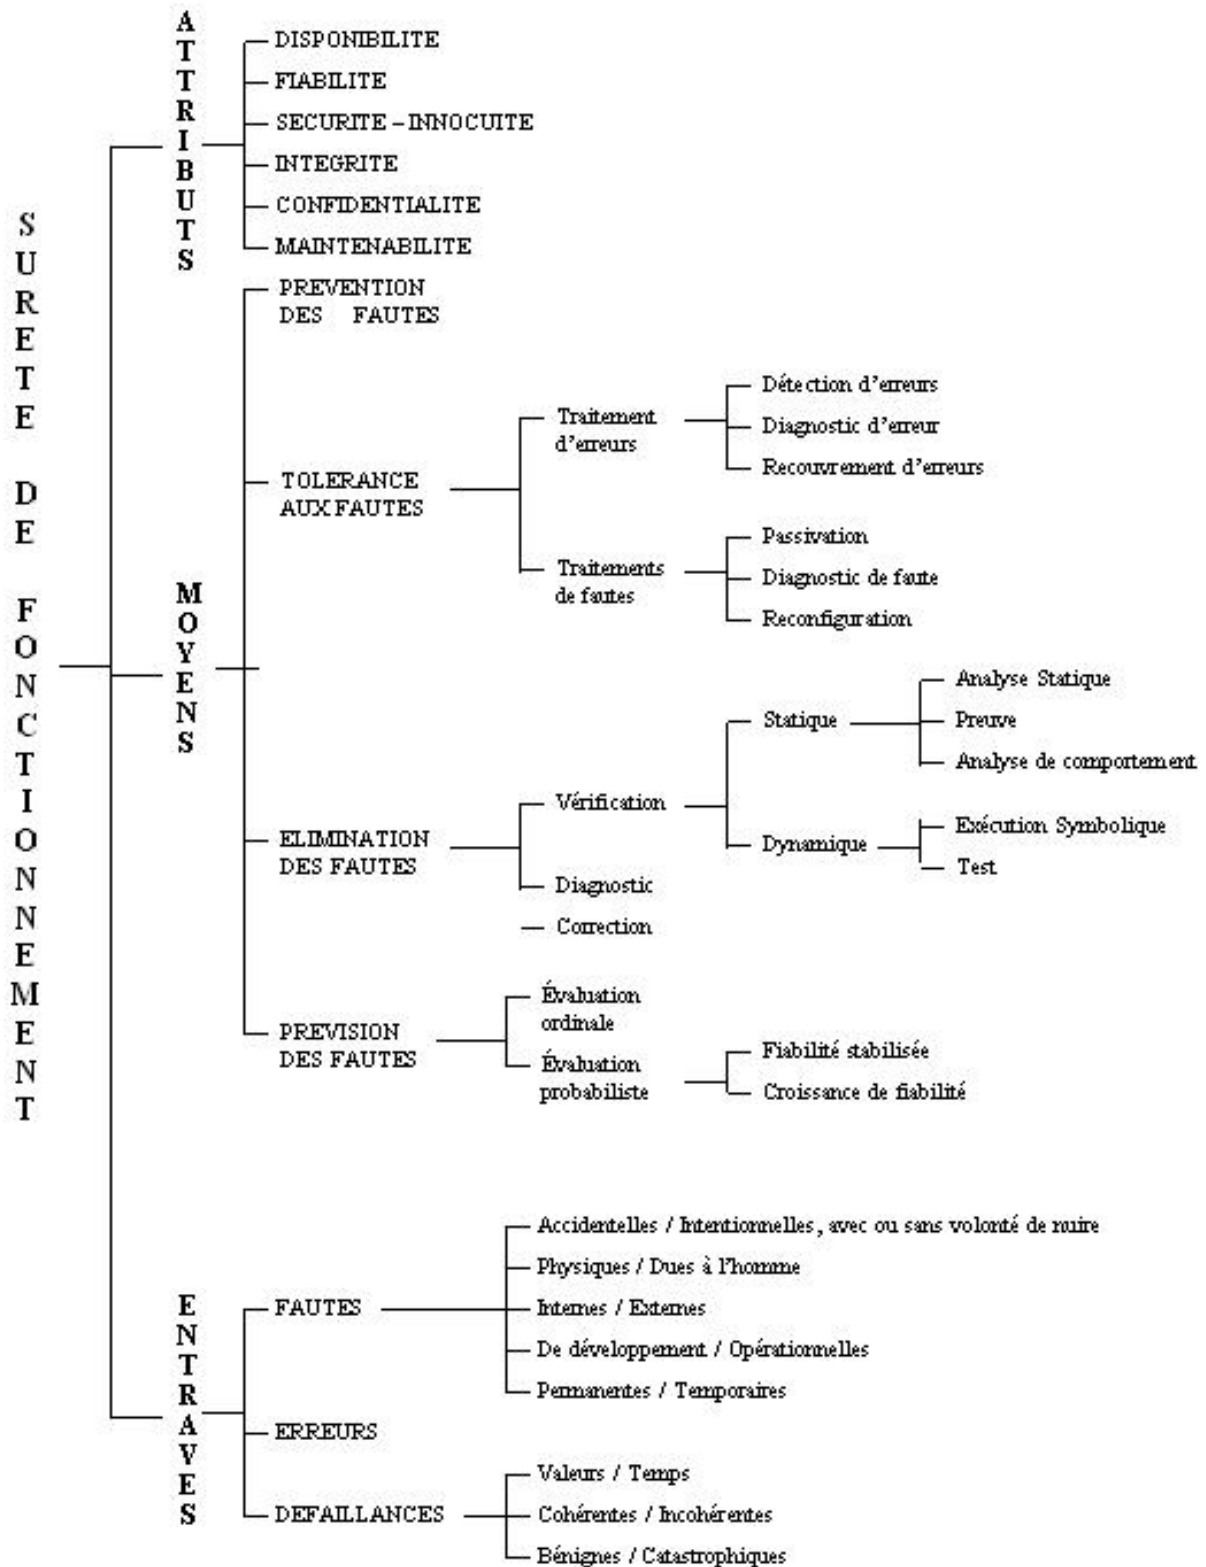 SURETE DE FONCTIONNEMENT
ATTRIBUTS
DISPONIBILITE
FIABILITE
SECURITE – INNOCUITE
INTEGRITE
CONFIDENTIALITE
MAINTENABILITE
MOYENS
PREVENTION
DES FAUTES
TOLERANCE
AUX FAUTES
Traitement
d'erreurs
Détection d'erreurs
Diagnostic d'erreur
Recouvrement d'erreurs
Traitements
de fautes
Passivation
Diagnostic de faute
Reconfiguration
ELIMINATION
DES FAUTES
Vérification
Statique
Analyse Statique
Preuve
Analyse de comportement
Dynamique
Exécution Symbolique
Test
Diagnostic
Correction
PREVISION
DES FAUTES
Évaluation
ordinale
Évaluation
probabiliste
Fiabilité stabilisée
Croissance de fiabilité
ENTRAVES
FAUTES
Accidentelles / Intentionnelles, avec ou sans volonté de nuire
Physiques / Dues à l'homme
Internes / Externes
De développement / Opérationnelles
Permanentes / Temporaires
ERREURS
DEFAILLANCES
Valeurs / Temps
Cohérentes / Incohérentes
Bénignes / Catastrophiques